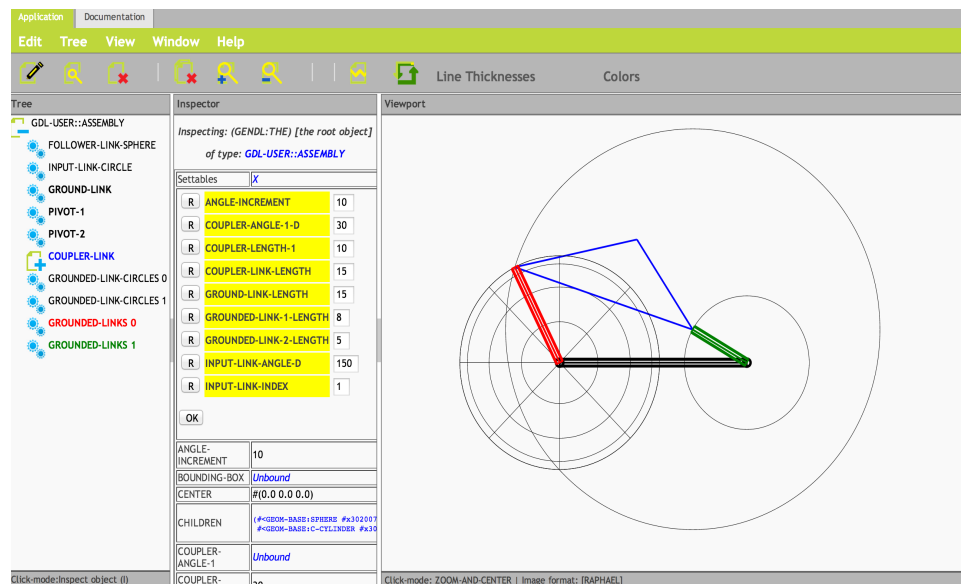 Application Documentation
Edit Tree View Window Help
Line Thicknesses Colors
Tree
GDL-USER::ASSEMBLY
FOLLOWER-LINK-SPHERE
INPUT-LINK-CIRCLE
GROUND-LINK
PIVOT-1
PIVOT-2
COUPLER-LINK
GROUNDED-LINK-CIRCLES 0
GROUNDED-LINK-CIRCLES 1
GROUNDED-LINKS 0
GROUNDED-LINKS 1
Click-mode:Inspect object (I)
Inspector
Inspecting: (GENDL:THE) [the root object]
of type: GDL-USER::ASSEMBLY
Settables X
R ANGLE-INCREMENT 10
R COUPLER-ANGLE-1-D 30
R COUPLER-LENGTH-1 10
R COUPLER-LINK-LENGTH 15
R GROUND-LINK-LENGTH 15
R GROUNDED-LINK-1-LENGTH 8
R GROUNDED-LINK-2-LENGTH 5
R INPUT-LINK-ANGLE-D 150
R INPUT-LINK-INDEX 1
OK
ANGLE-
INCREMENT 10
BOUNDING-BOX Unbound
CENTER #(0.0 0.0 0.0)
CHILDREN (#<GEOM-BASE:SPHERE #x302007
#<GEOM-BASE:C-CYLINDER #x30
COUPLER-
ANGLE-1 Unbound
COUPLER-
Viewport
Click-mode: ZOOM-AND-CENTER | Image format: [RAPHAEL]